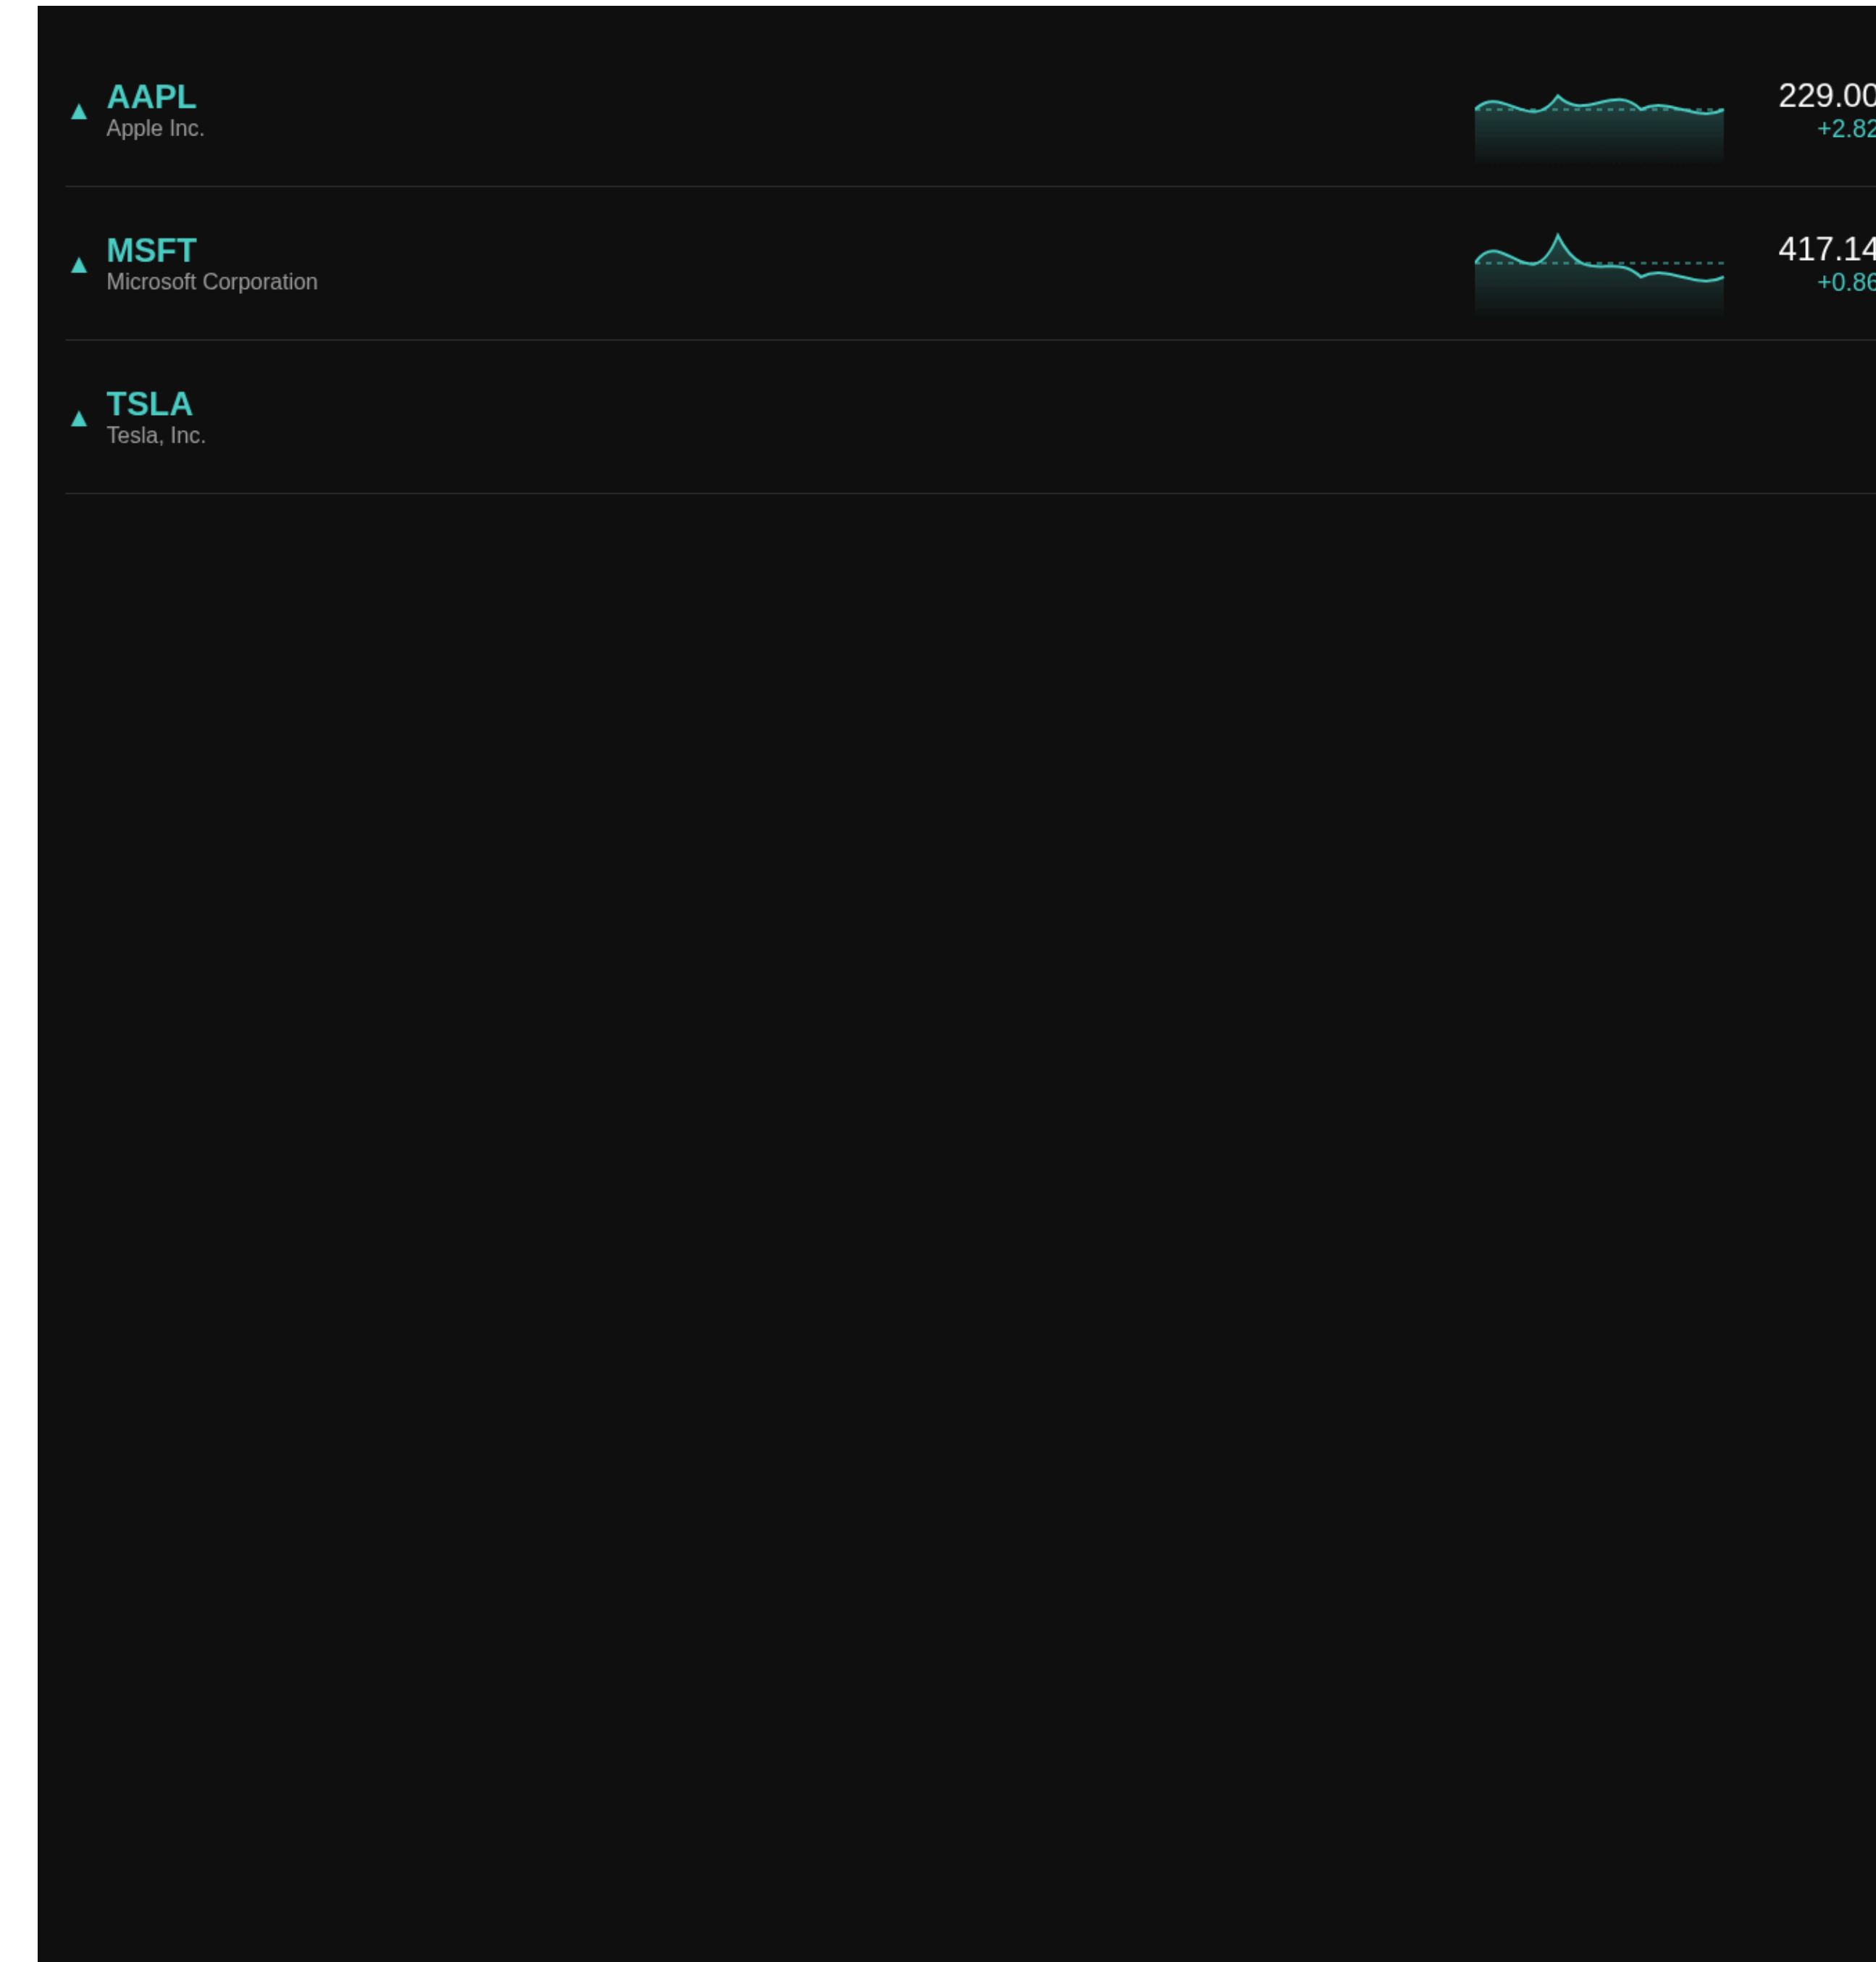 ▲ AAPL 229.00
Apple Inc. +2.82
▲ MSFT 417.14
Microsoft Corporation +0.86
▲ TSLA
Tesla, Inc.